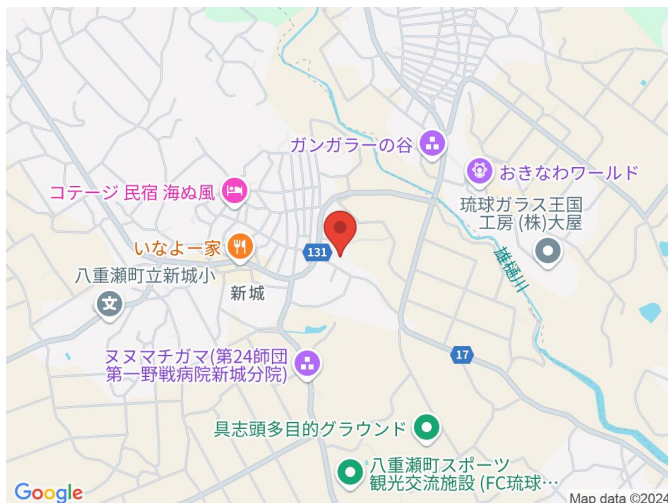 ガンガラーの谷
おきなわワールド
コテージ 民宿 海ぬ風
琉球ガラス王国
工房 (株)大屋
いなよー家
131
八重瀬町立新城小
新城
雄樋川
ヌヌマチガマ(第24師団
第一野戦病院新城分院)
17
具志頭多目的グラウンド
八重瀬町スポーツ
観光交流施設 (FC琉球…
Google
Map data ©2024